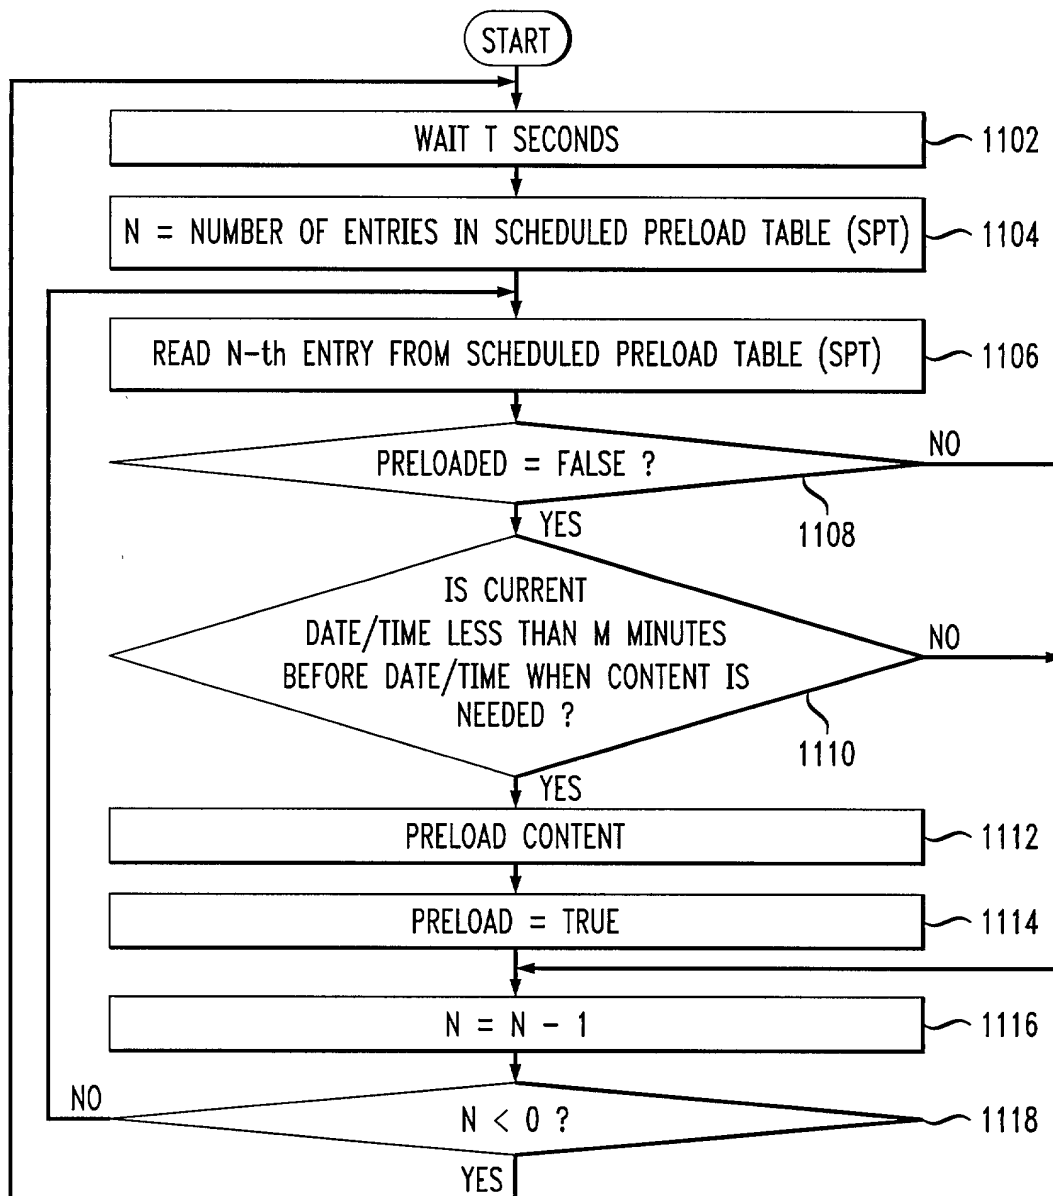 START
WAIT T SECONDS
1102
N = NUMBER OF ENTRIES IN SCHEDULED PRELOAD TABLE (SPT)
1104
READ N-th ENTRY FROM SCHEDULED PRELOAD TABLE (SPT)
1106
PRELOADED = FALSE ?
NO
1108
YES
IS CURRENT
DATE/TIME LESS THAN M MINUTES
BEFORE DATE/TIME WHEN CONTENT IS
NEEDED ?
NO
1110
YES
PRELOAD CONTENT
1112
PRELOAD = TRUE
1114
N = N - 1
1116
NO
N < 0 ?
1118
YES